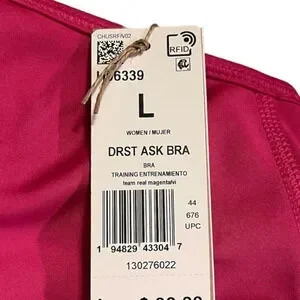 CHUSRFIV02
RFID
L
WOMEN / MUJER
DRST ASK BRA
BRA
TRAINING ENTRENAMIENTO
team real magenta/vi
44
676
UPC
1 94829 43304 7
130276022